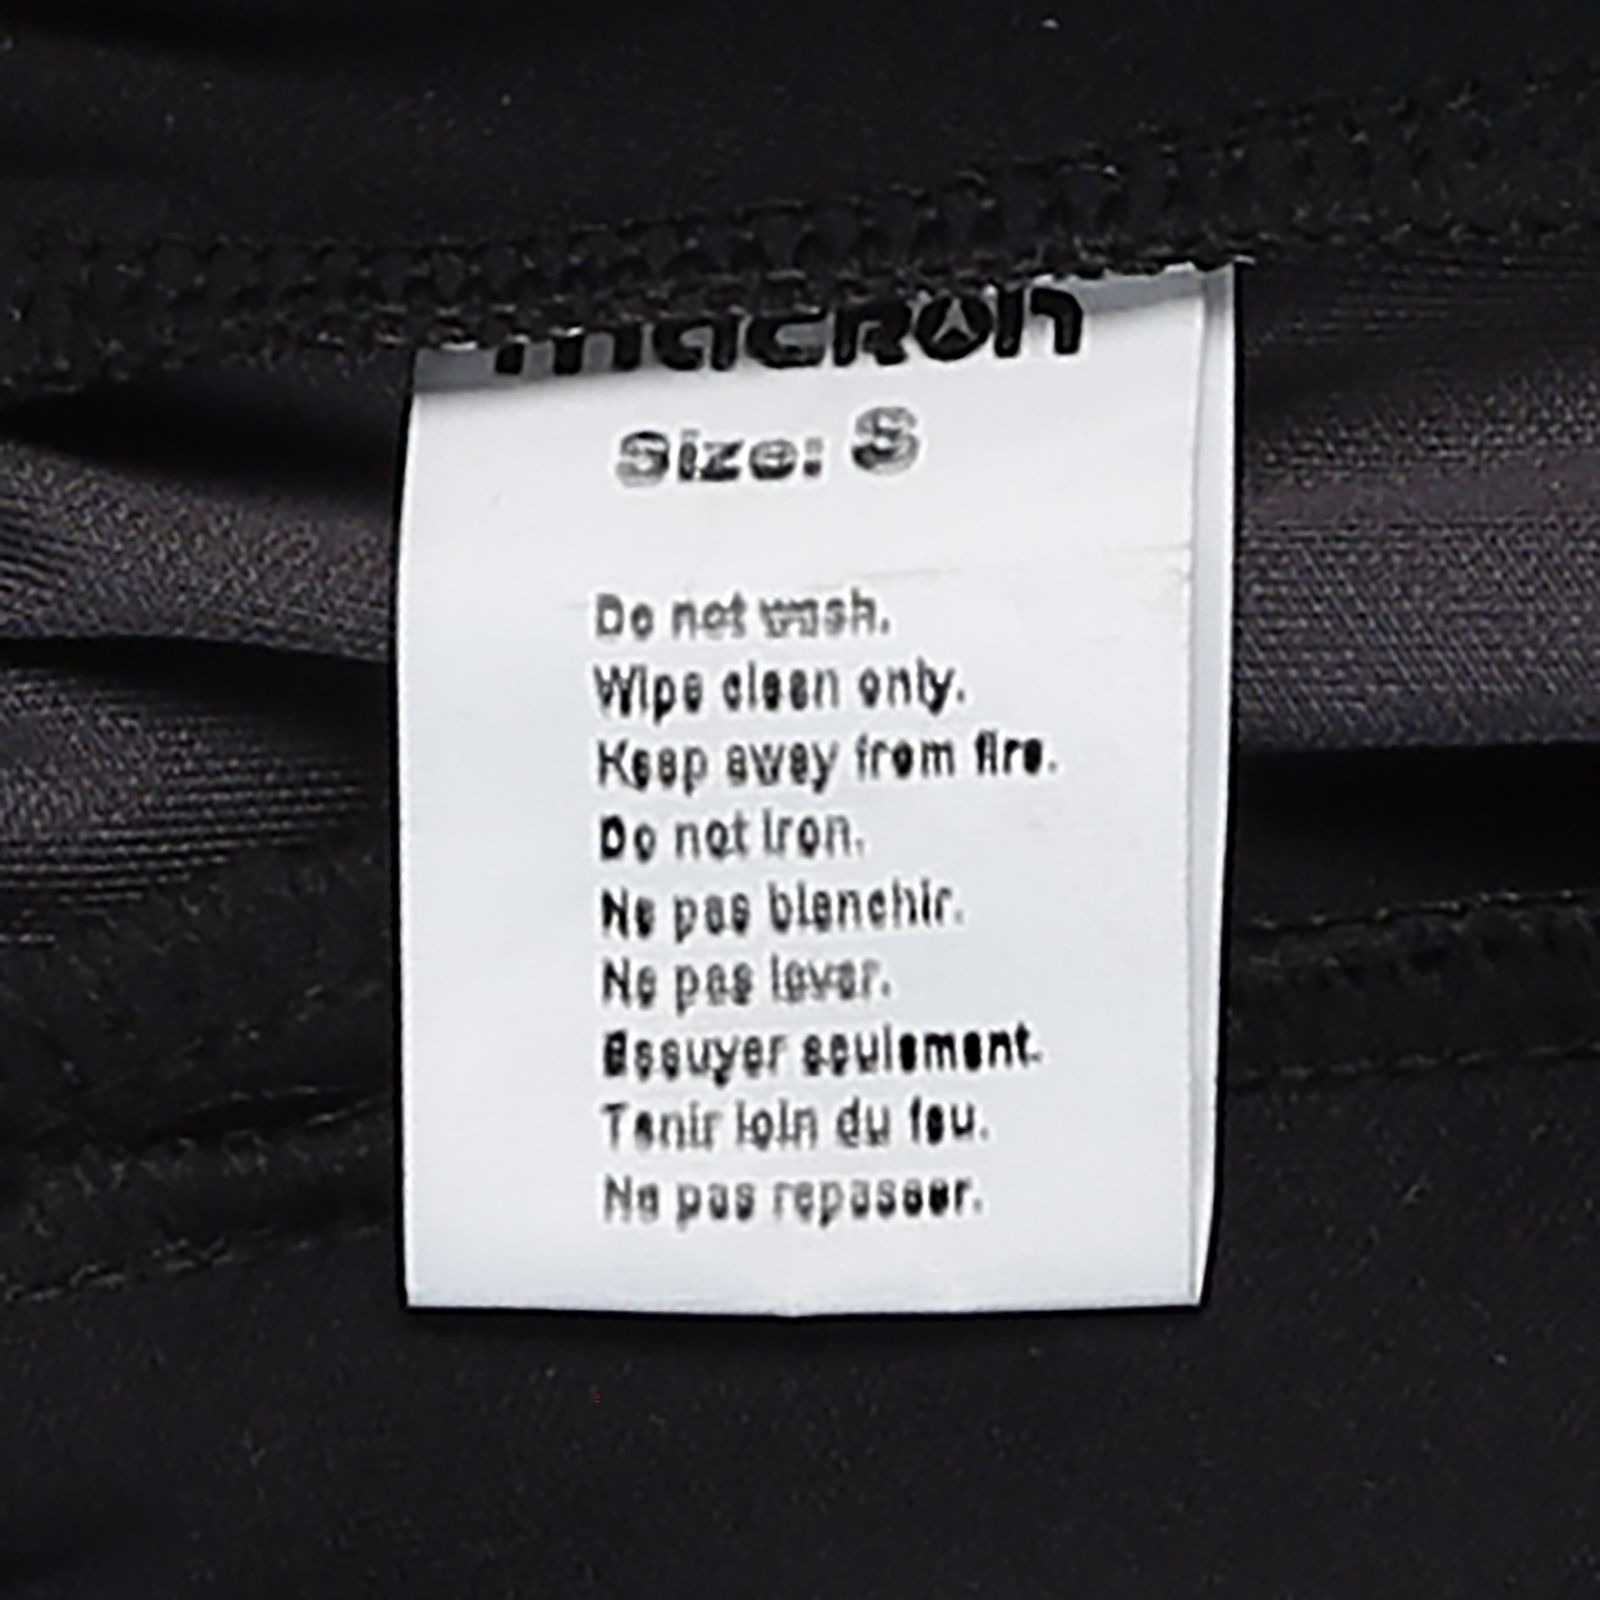 macron
Size: S
Do not wash.
Wipe clean only.
Keep away from fire.
Do not iron.
Ne pas blanchir.
Ne pas laver.
Essuyer seulement.
Tenir loin du feu.
Ne pas repasser.